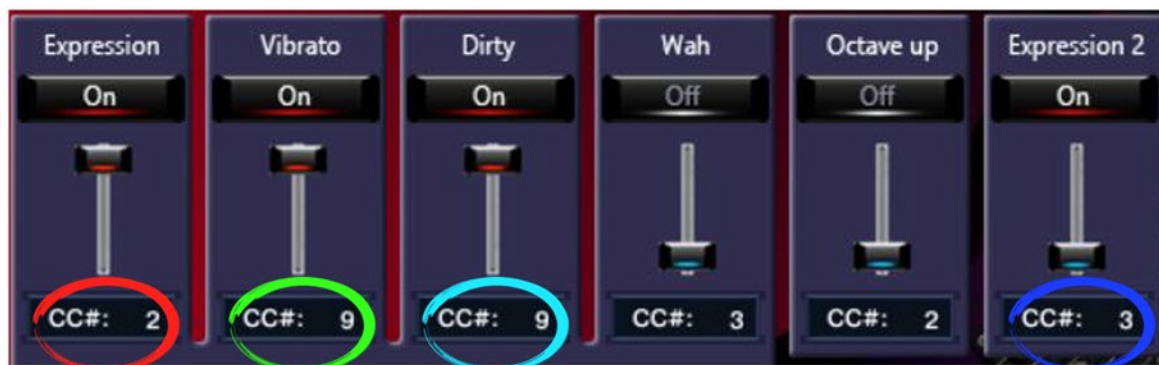 Expression Vibrato Dirty Wah Octave up Expression 2
On On On Off Off On
CC#: 2 CC#: 9 CC#: 9 CC#: 3 CC#: 2 CC#: 3